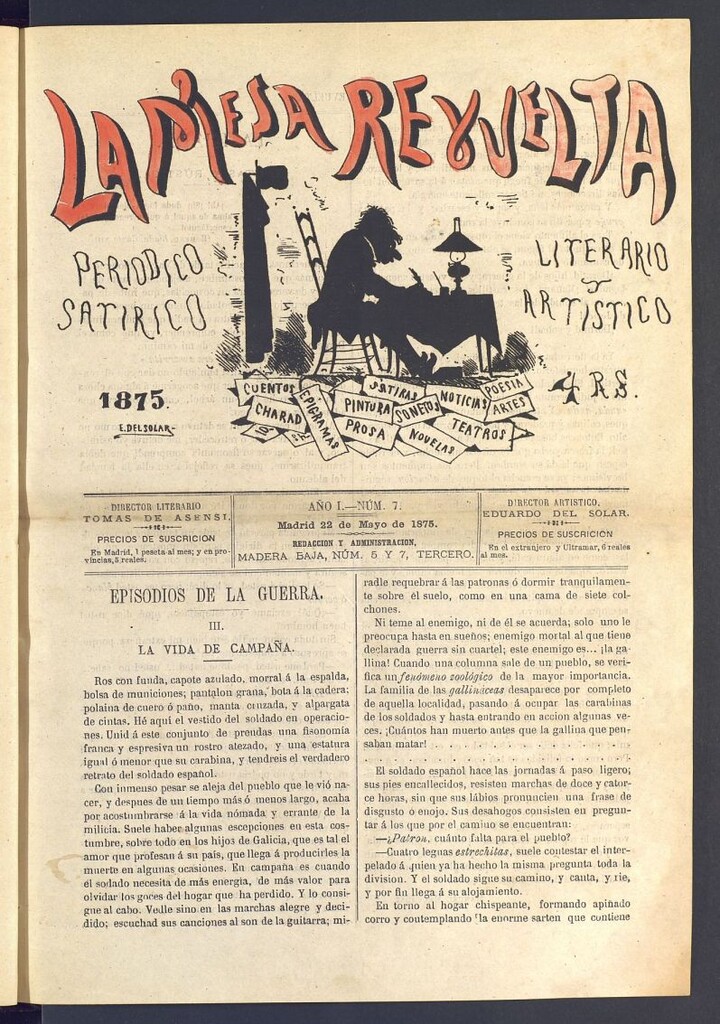 LA MESA REVUELTA
PERIODICO
SATIRICO
LITERARIO
Y
ARTISTICO
1875.
E. DEL SOLAR
4 RS.
CUENTOS
CHARAD
EPIGRAMAS
SATIRAS
PINTURA
PROSA
SONETOS
NOTICIAS
POESIA
ARTES
NOVELAS
TEATROS
DIRECTOR LITERARIO
TOMAS DE ASENSI.
PRECIOS DE SUSCRICION
En Madrid, 1 peseta al mes; y en pro-
vincias, 5 reales.
AÑO I.—NÚM. 7.
Madrid 22 de Mayo de 1875.
REDACCION Y ADMINISTRACION,
MADERA BAJA, NÚM. 5 Y 7, TERCERO.
DIRECTOR ARTISTICO,
EDUARDO DEL SOLAR.
PRECIOS DE SUSCRICION
En el extranjero y Ultramar, 6 reales
al mes.
EPISODIOS DE LA GUERRA.
III.
LA VIDA DE CAMPAÑA.
Ros con funda, capote azulado, morral á la espalda,
bolsa de municiones; pantalon grana, bota á la cadera;
polaina de cuero ó paño, manta cruzada, y alpargata
de cintas. Hé aquí el vestido del soldado en operacio-
nes. Unid á este conjunto de prendas una fisonomía
franca y espresiva un rostro atezado, y una estatura
igual ó menor que su carabina, y tendreis el verdadero
retrato del soldado español.
Con inmenso pesar se aleja del pueblo que le vió na-
cer, y despues de un tiempo más ó menos largo, acaba
por acostumbrarse á la vida nómada y errante de la
milicia. Suele haber algunas escepciones en esta cos-
tumbre, sobre todo en los hijos de Galicia, que es tal el
amor que profesan á su país, que llega á producirles la
muerte en algunas ocasiones. En campaña es cuando
él soldado necesita de más energía, de más valor para
olvidar los goces del hogar que ha perdido. Y lo consi-
gue al cabo. Vedle sino en las marchas alegre y deci-
dido; escuchad sus canciones al son de la guitarra; mi-
radle requebrar á las patronas ó dormir tranquilamen-
te sobre él suelo, como en una cama de siete col-
chones.
Ni teme al enemigo, ni de él se acuerda; solo uno le
preocupa hasta en sueños; enemigo mortal al que tiene
declarada guerra sin cuartel; este enemigo es... ¡la ga-
llina! Cuando una columna sale de un pueblo, se veri-
fica un fenómeno zoológico de la mayor importancia.
La familia de las gallináceas desaparece por completo
de aquella localidad, pasando á ocupar las carabinas
de los soldados y hasta entrando en accion algunas ve-
ces. ¡Cuántos han muerto antes que la gallina que pen-
saban matar!
El soldado español hace las jornadas á paso ligero;
sus pies encallecidos, resisten marchas de doce y cator-
ce horas, sin que sus lábios pronuncien una frase de
disgusto ó enojo. Sus desahogos consisten en pregun-
tar á los que por el camino se encuentran:
—¿Patron, cuánto falta para el pueblo?
—Cuatro leguas estrechitas, suele contestar el inter-
pelado á quien ya ha hecho la misma pregunta toda la
division. Y el soldado sigue su camino, y canta, y rie,
y por fin llega á su alojamiento.
En torno al hogar chispeante, formando apiñado
corro y contemplando la enorme sarten que contiene